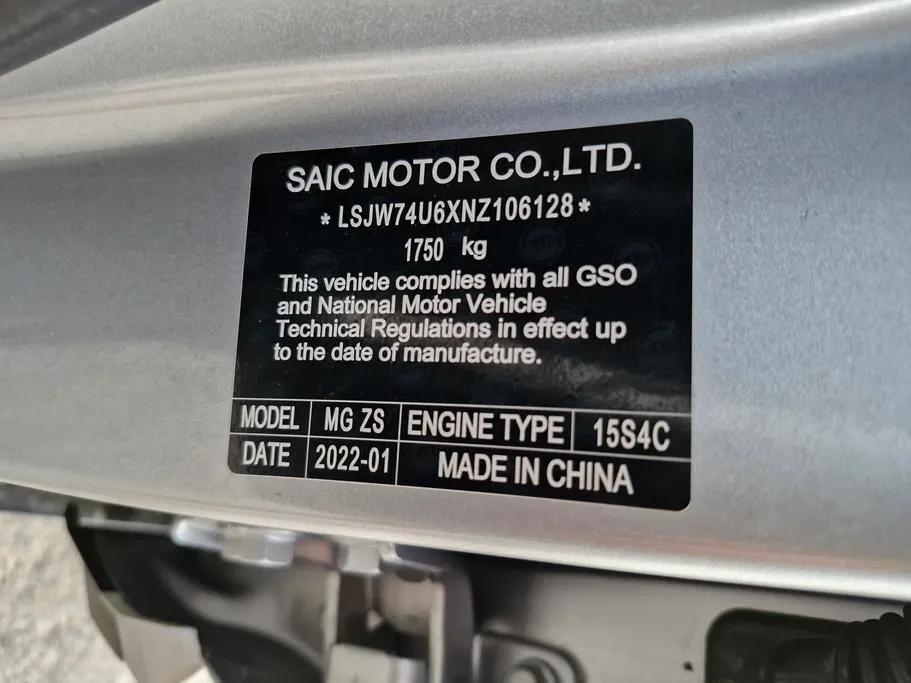 SAIC MOTOR CO.,LTD.
* LSJW74U6XNZ106128 *
1750 kg
This vehicle complies with all GSO
and National Motor Vehicle
Technical Regulations in effect up
to the date of manufacture.
MODEL MG ZS ENGINE TYPE 15S4C
DATE 2022-01 MADE IN CHINA